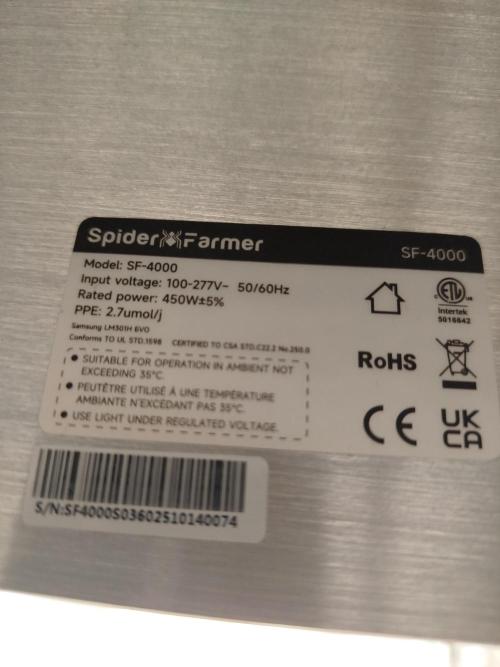 Spider Farmer
SF-4000
Model: SF-4000
Input voltage: 100-277V~ 50/60Hz
Rated power: 450W±5%
PPE: 2.7umol/j
Samsung LM301H EVO
Conforms TO UL STD.1598 CERTIFIED TO CSA STD.C22.2 No.250.0
• SUITABLE FOR OPERATION IN AMBIENT NOT
EXCEEDING 35°C.
• PEUTÊTRE UTILISÉ À UNE TEMPÉRATURE
AMBIANTE N'EXCÉDANT PAS 35°C.
• USE LIGHT UNDER REGULATED VOLTAGE.
ETL
Intertek
5016642
RoHS
CE
UK
CA
S/N:SF4000S03602510140074